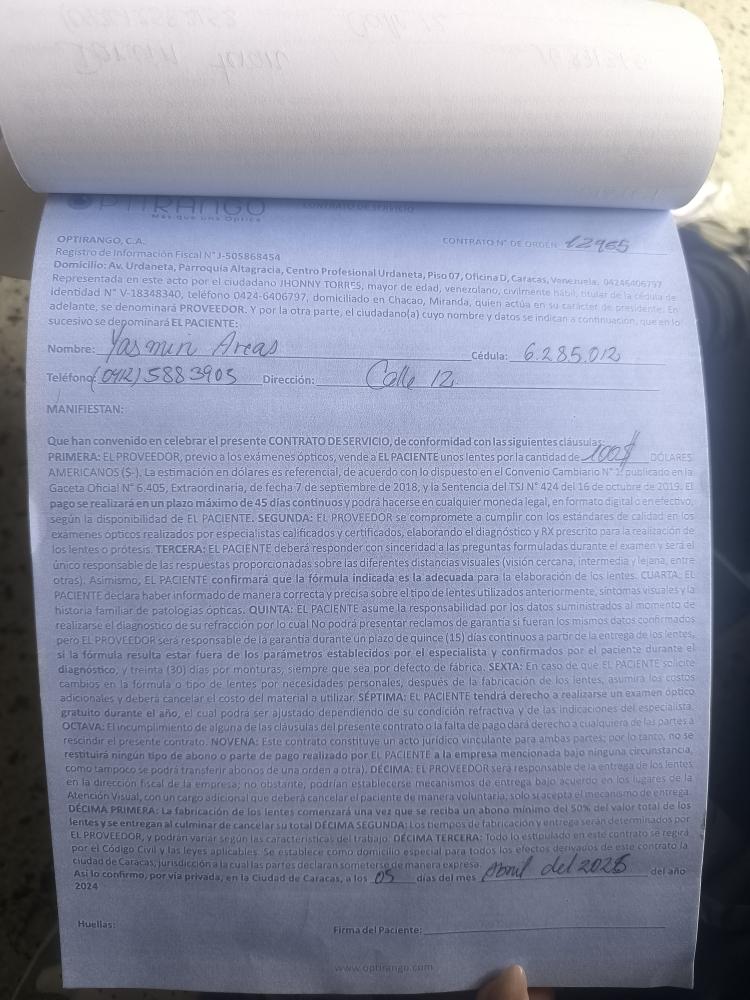 OPTIRANGO
Más que una Óptica
CONTRATO DE SERVICIO
OPTIRANGO, C.A.
CONTRATO N° DE ORDEN 12965
Registro de Información Fiscal N° J-505868454
Domicilio: Av. Urdaneta, Parroquia Altagracia, Centro Profesional Urdaneta, Piso 07, Oficina D, Caracas, Venezuela. 04246406797
Representada en este acto por el ciudadano JHONNY TORRES, mayor de edad, venezolano, civilmente hábil, titular de la cédula de
identidad N° V-18348340, teléfono 0424-6406797, domiciliado en Chacao, Miranda, quien actúa en su carácter de presidente. En
adelante, se denominará PROVEEDOR. Y por la otra parte, el ciudadano(a) cuyo nombre y datos se indican a continuación, que en lo
sucesivo se denominará EL PACIENTE:
Nombre: Yasmin Areas Cédula: 6.285.012
Teléfono: (0412) 588 3905 Dirección: Calle 12
MANIFIESTAN:
Que han convenido en celebrar el presente CONTRATO DE SERVICIO, de conformidad con las siguientes cláusulas:
PRIMERA: EL PROVEEDOR, previo a los exámenes ópticos, vende a EL PACIENTE unos lentes por la cantidad de 100$ DÓLARES
AMERICANOS ($-). La estimación en dólares es referencial, de acuerdo con lo dispuesto en el Convenio Cambiario N° 1, publicado en la
Gaceta Oficial N° 6.405, Extraordinaria, de fecha 7 de septiembre de 2018, y la Sentencia del TSJ N° 424 del 16 de octubre de 2019. El
pago se realizará en un plazo máximo de 45 días continuos y podrá hacerse en cualquier moneda legal, en formato digital o en efectivo,
según la disponibilidad de EL PACIENTE. SEGUNDA: EL PROVEEDOR se compromete a cumplir con los estándares de calidad en los
exámenes ópticos realizados por especialistas calificados y certificados, elaborando el diagnóstico y RX prescrito para la realización de
los lentes o prótesis. TERCERA: EL PACIENTE deberá responder con sinceridad a las preguntas formuladas durante el examen y será el
único responsable de las respuestas proporcionadas sobre las diferentes distancias visuales (visión cercana, intermedia y lejana, entre
otras). Asimismo, EL PACIENTE confirmará que la fórmula indicada es la adecuada para la elaboración de los lentes. CUARTA: EL
PACIENTE declara haber informado de manera correcta y precisa sobre el tipo de lentes utilizados anteriormente, síntomas visuales y la
historia familiar de patologías ópticas. QUINTA: EL PACIENTE asume la responsabilidad por los datos suministrados al momento de
realizarse el diagnostico de su refracción por lo cual No podrá presentar reclamos de garantía si fueran los mismos datos confirmados
pero EL PROVEEDOR será responsable de la garantía durante un plazo de quince (15) días continuos a partir de la entrega de los lentes,
si la fórmula resulta estar fuera de los parámetros establecidos por el especialista y confirmados por el paciente durante el
diagnóstico, y treinta (30) días por monturas, siempre que sea por defecto de fábrica. SEXTA: En caso de que EL PACIENTE solicite
cambios en la fórmula o tipo de lentes por necesidades personales, después de la fabricación de los lentes, asumirá los costos
adicionales y deberá cancelar el costo del material a utilizar. SÉPTIMA: EL PACIENTE tendrá derecho a realizarse un examen óptico
gratuito durante el año, el cual podrá ser ajustado dependiendo de su condición refractiva y de las indicaciones del especialista.
OCTAVA: El incumplimiento de alguna de las cláusulas del presente contrato o la falta de pago dará derecho a cualquiera de las partes a
rescindir el presente contrato. NOVENA: Este contrato constituye un acto jurídico vinculante para ambas partes; por lo tanto, no se
restituirá ningún tipo de abono o parte de pago realizado por EL PACIENTE a la empresa mencionada bajo ninguna circunstancia,
como tampoco se podrá transferir abonos de una orden a otra). DÉCIMA: EL PROVEEDOR será responsable de la entrega de los lentes
en la dirección fiscal de la empresa; no obstante, podrían establecerse mecanismos de entrega bajo acuerdo en los lugares de la
Atención Visual, con un cargo adicional que deberá cancelar el paciente de manera voluntaria, solo si acepta el mecanismo de entrega.
DÉCIMA PRIMERA: La fabricación de los lentes comenzará una vez que se reciba un abono mínimo del 50% del valor total de los
lentes y se entregan al culminar de cancelar su total DÉCIMA SEGUNDA: Los tiempos de fabricación y entrega serán determinados por
EL PROVEEDOR, y podrán variar según las características del trabajo. DÉCIMA TERCERA: Todo lo estipulado en este contrato se regirá
por el Código Civil y las leyes aplicables. Se establece como domicilio especial para todos los efectos derivados de este contrato la
ciudad de Caracas, jurisdicción a la cual las partes declaran someterse de manera expresa.
Así lo confirmo, por vía privada, en la Ciudad de Caracas, a los 05 días del mes Abril del 2025 del año
2024
Huellas:
Firma del Paciente:
www.optirango.com